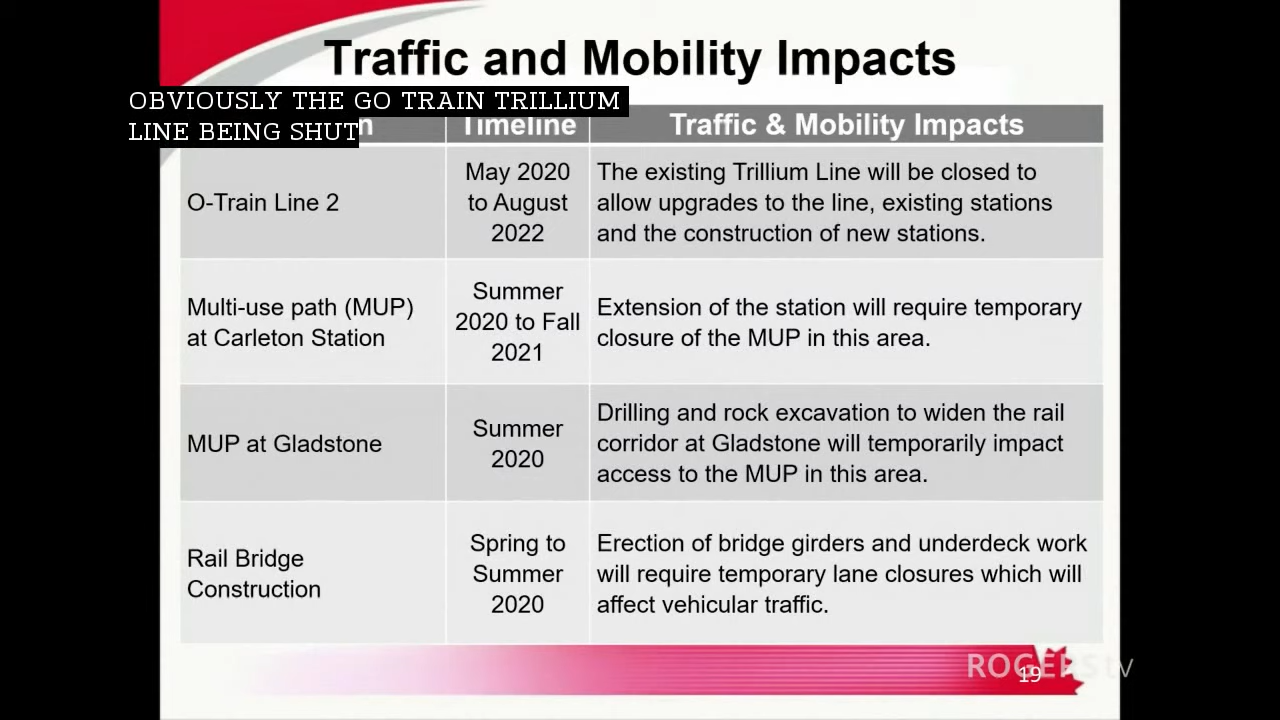 Traffic and Mobility Impacts
OBVIOUSLY THE GO TRAIN TRILLIUM
LINE BEING SHUT
Timeline
Traffic & Mobility Impacts
O-Train Line 2
May 2020
to August
2022
The existing Trillium Line will be closed to
allow upgrades to the line, existing stations
and the construction of new stations.
Multi-use path (MUP)
at Carleton Station
Summer
2020 to Fall
2021
Extension of the station will require temporary
closure of the MUP in this area.
MUP at Gladstone
Summer
2020
Drilling and rock excavation to widen the rail
corridor at Gladstone will temporarily impact
access to the MUP in this area.
Rail Bridge
Construction
Spring to
Summer
2020
Erection of bridge girders and underdeck work
will require temporary lane closures which will
affect vehicular traffic.
ROGERS tv
19